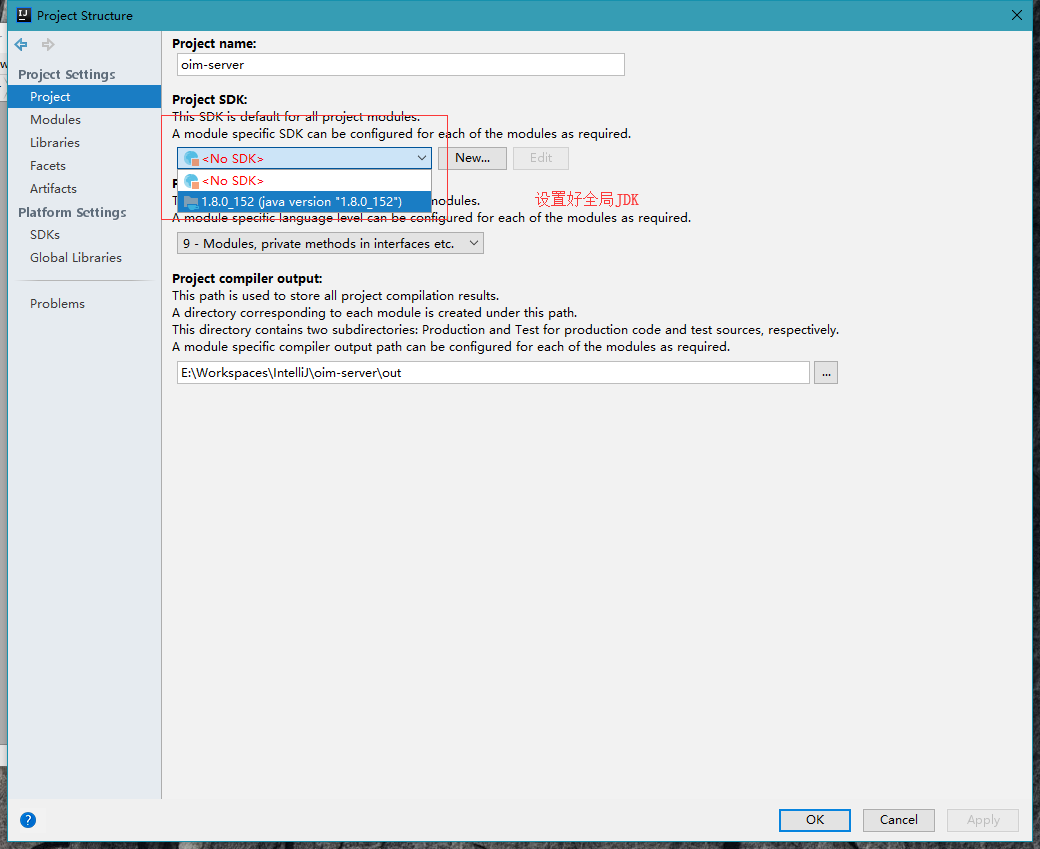 Project Structure
Project Settings
Project
Modules
Libraries
Facets
Artifacts
Platform Settings
SDKs
Global Libraries
Problems
Project name:
oim-server
Project SDK:
This SDK is default for all project modules.
A module specific SDK can be configured for each of the modules as required.
<No SDK>
New...
Edit
<No SDK>
1.8.0_152 (java version "1.8.0_152")
modules.
设置好全局JDK
A module specific language level can be configured for each of the modules as required.
9 - Modules, private methods in interfaces etc.
Project compiler output:
This path is used to store all project compilation results.
A directory corresponding to each module is created under this path.
This directory contains two subdirectories: Production and Test for production code and test sources, respectively.
A module specific compiler output path can be configured for each of the modules as required.
E:\Workspaces\IntelliJ\oim-server\out
...
?
OK
Cancel
Apply